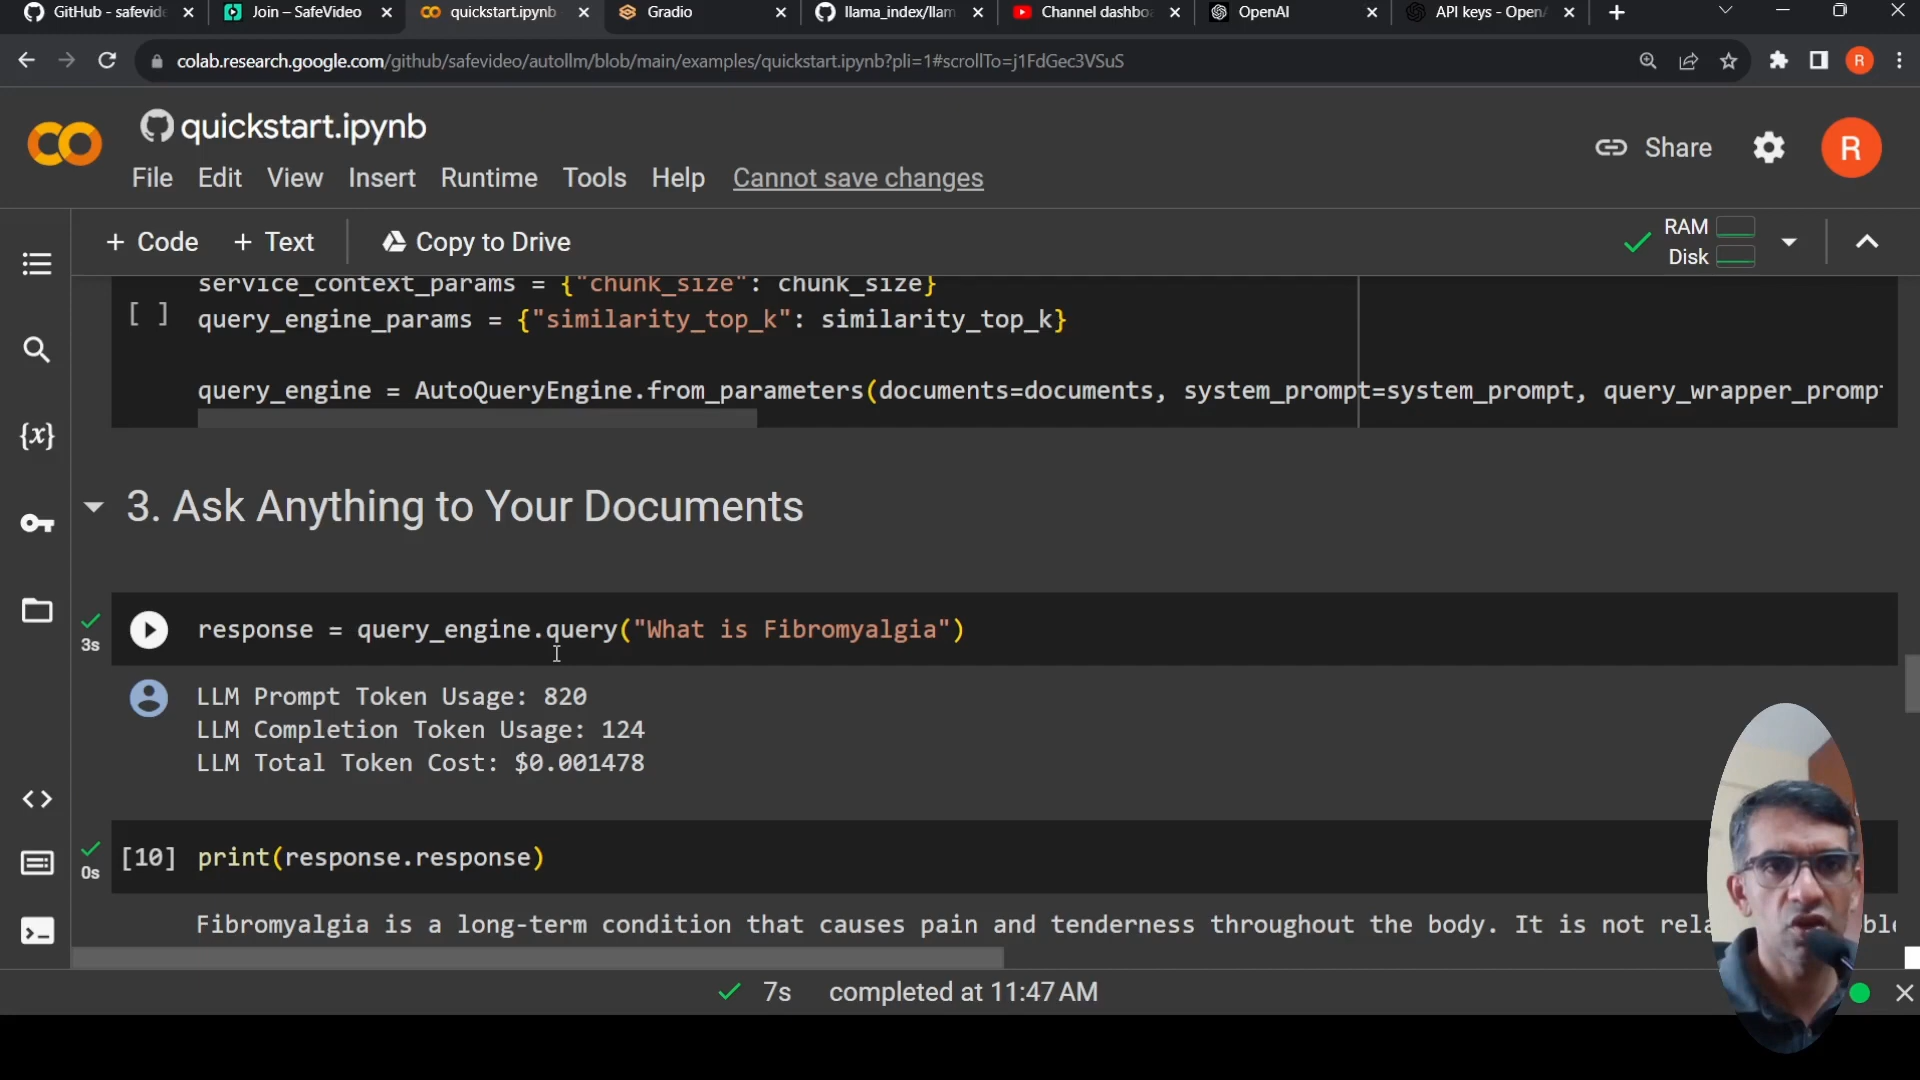 GitHub - safevide
Join – SafeVideo
quickstart.ipynb
Gradio
llama_index/llam
Channel dashbo
OpenAI
API keys - Open
colab.research.google.com/github/safevideo/autollm/blob/main/examples/quickstart.ipynb?pli=1#scrollTo=j1FdGec3VSuS
R
quickstart.ipynb
Share
R
File Edit View Insert Runtime Tools Help Cannot save changes
+ Code + Text Copy to Drive
RAM
Disk
service_context_params = {"chunk_size": chunk_size}
[ ] query_engine_params = {"similarity_top_k": similarity_top_k}
query_engine = AutoQueryEngine.from_parameters(documents=documents, system_prompt=system_prompt, query_wrapper_promp
{x}
3. Ask Anything to Your Documents
3s
response = query_engine.query("What is Fibromyalgia")
LLM Prompt Token Usage: 820
LLM Completion Token Usage: 124
LLM Total Token Cost: $0.001478
0s
[10] print(response.response)
Fibromyalgia is a long-term condition that causes pain and tenderness throughout the body. It is not rela
7s completed at 11:47 AM